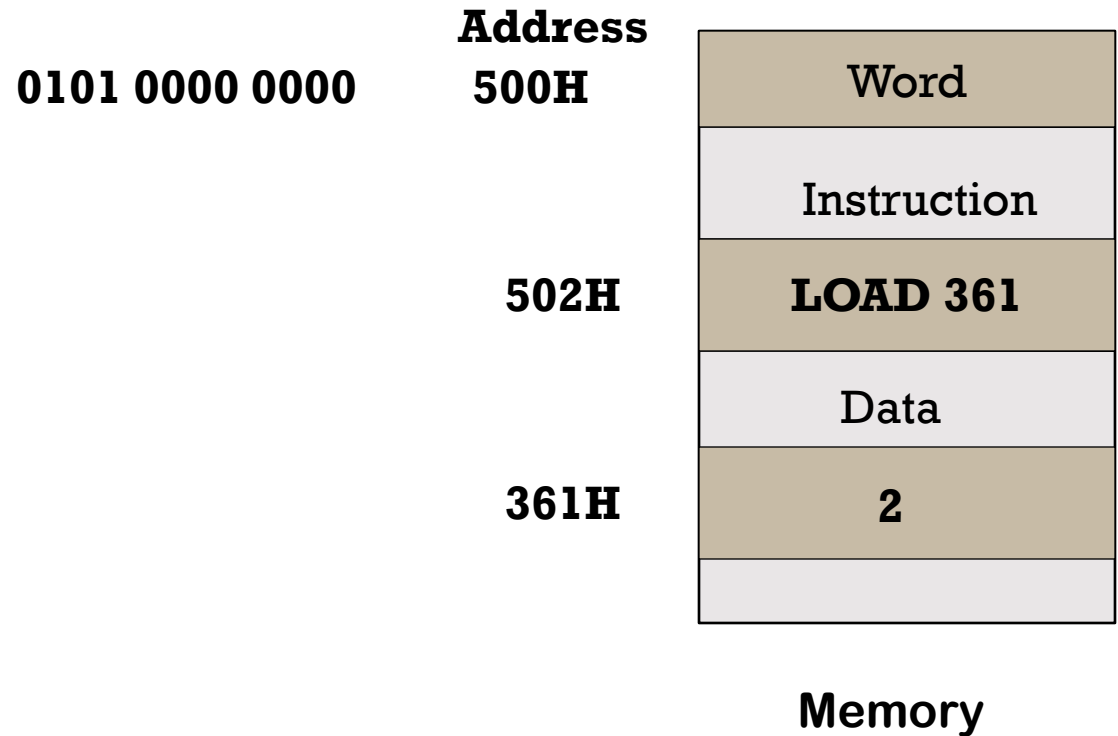 Address
0101 0000 0000 500H Word
Instruction
502H LOAD 361
Data
361H 2
Memory